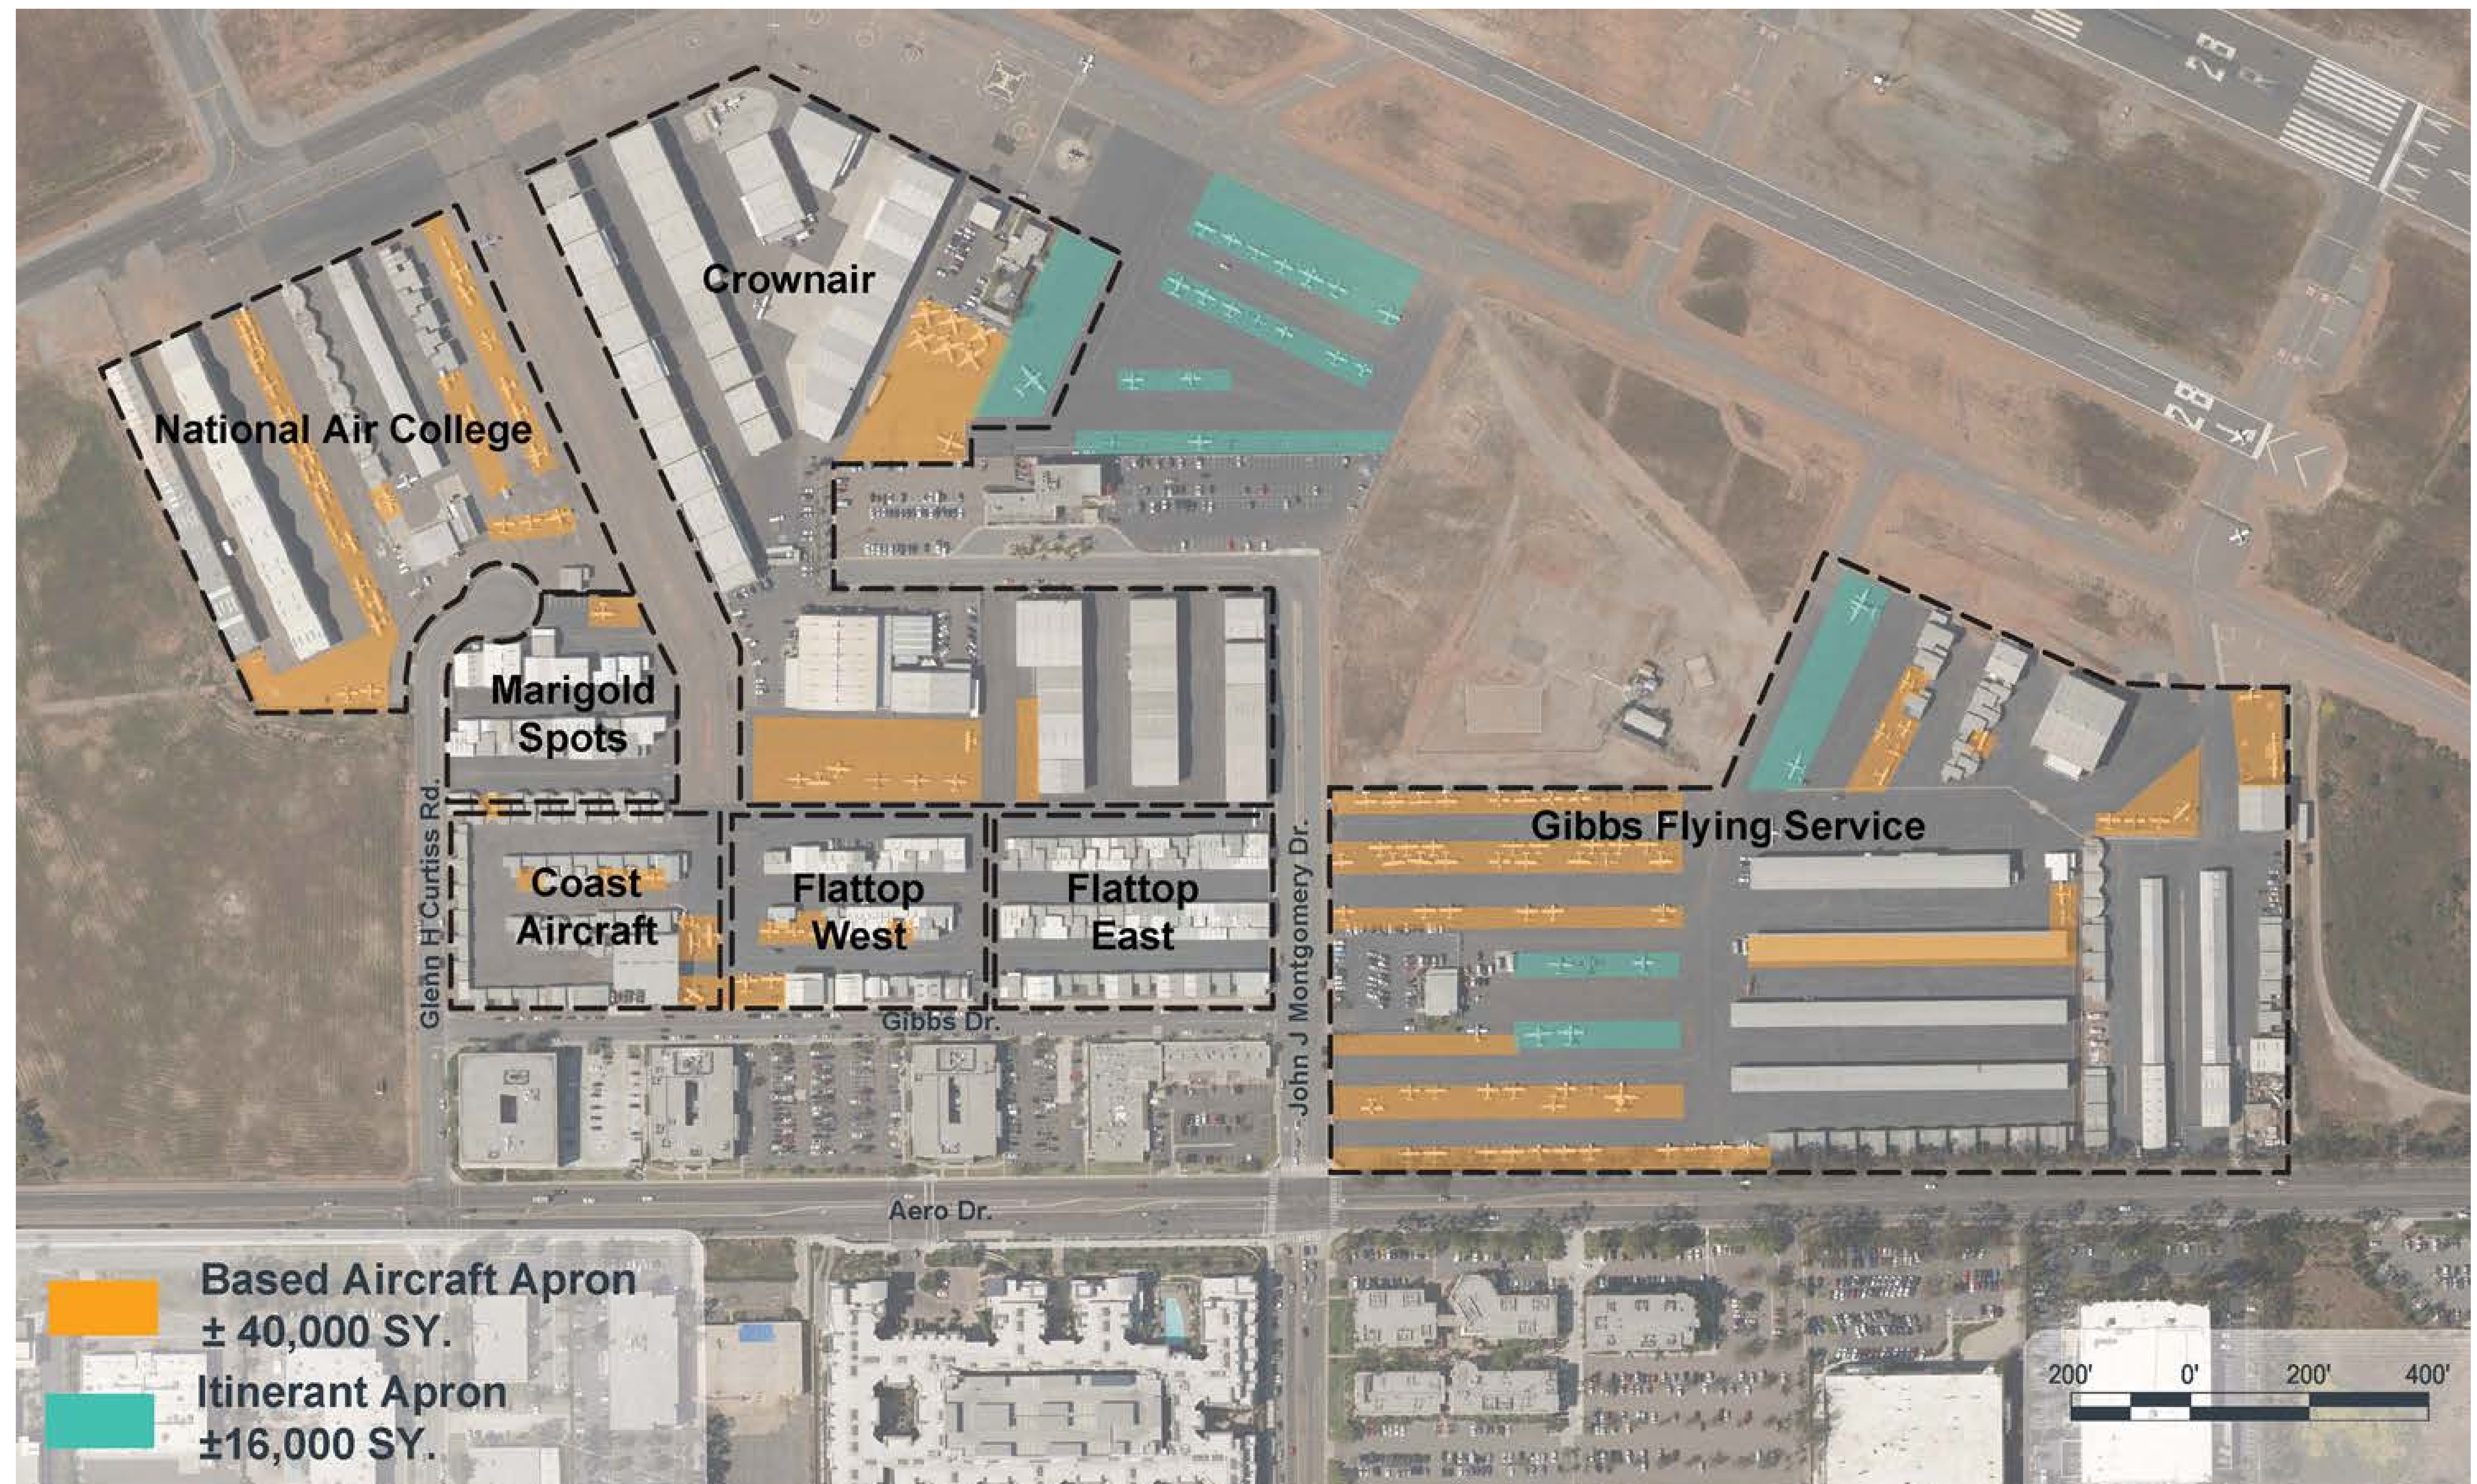 28
R
Crownair
National Air College
28
L
Marigold
Spots
Gibbs Flying Service
Coast
Aircraft
Flattop
West
Flattop
East
Glenn H Curtiss Rd.
John J Montgomery Dr.
Gibbs Dr.
Aero Dr.
Based Aircraft Apron
± 40,000 SY.
Itinerant Apron
±16,000 SY.
200' 0' 200' 400'